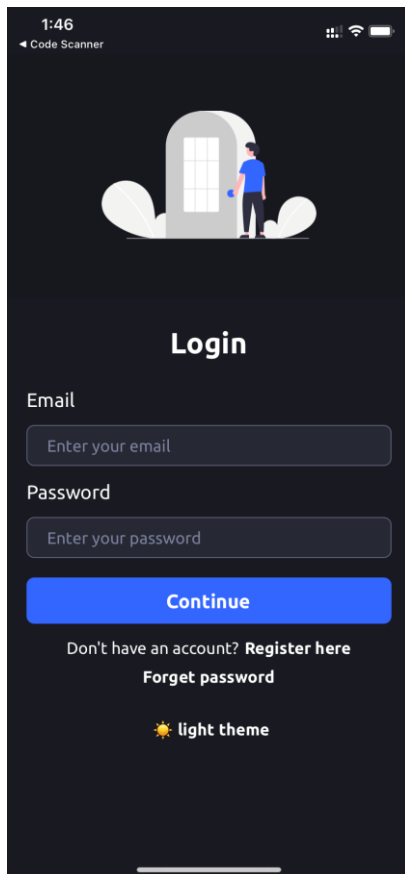 1:46
◀ Code Scanner
Login
Email
Enter your email
Password
Enter your password
Continue
Don't have an account? Register here
Forget password
☀️ light theme